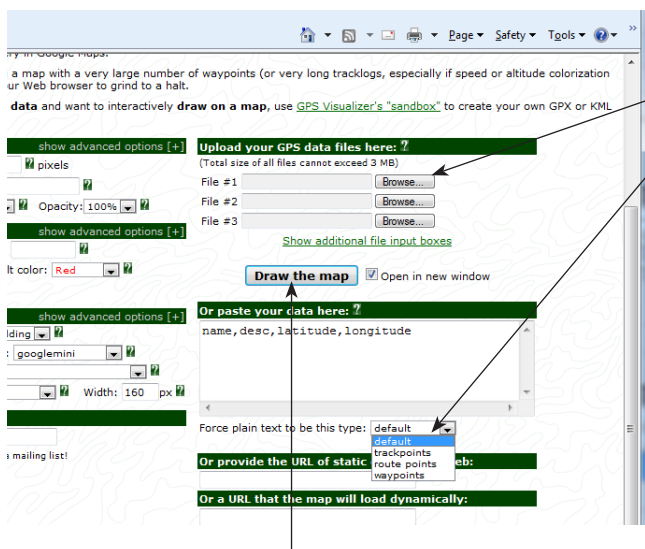 Page Safety Tools »
ry in Google Maps.
a map with a very large number of waypoints (or very long tracklogs, especially if speed or altitude colorization
ur Web browser to grind to a halt.
data and want to interactively draw on a map, use GPS Visualizer's "sandbox" to create your own GPX or KML
show advanced options [+]
? pixels
?
? Opacity: 100% ?
show advanced options [+]
?
lt color: Red ?
show advanced options [+]
lding ?
: googlemini ?
?
? Width: 160 px ?
a mailing list!
Upload your GPS data files here: ?
(Total size of all files cannot exceed 3 MB)
File #1 Browse...
File #2 Browse...
File #3 Browse...
Show additional file input boxes
Draw the map Open in new window
Or paste your data here: ?
name,desc,latitude,longitude
Force plain text to be this type: default
default
trackpoints
route points
waypoints
Or provide the URL of static eb:
Or a URL that the map will load dynamically: